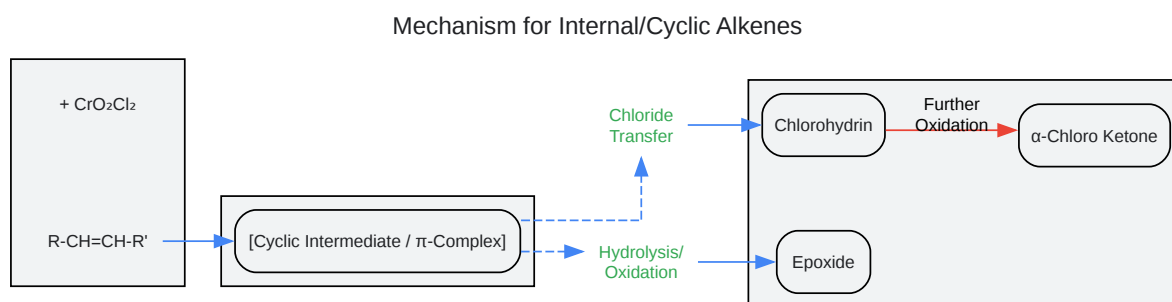 Mechanism for Internal/Cyclic Alkenes
+ CrO₂Cl₂
R-CH=CH-R'
[Cyclic Intermediate / π-Complex]
Chloride
Transfer
Hydrolysis/
Oxidation
Chlorohydrin
Further
Oxidation
α-Chloro Ketone
Epoxide